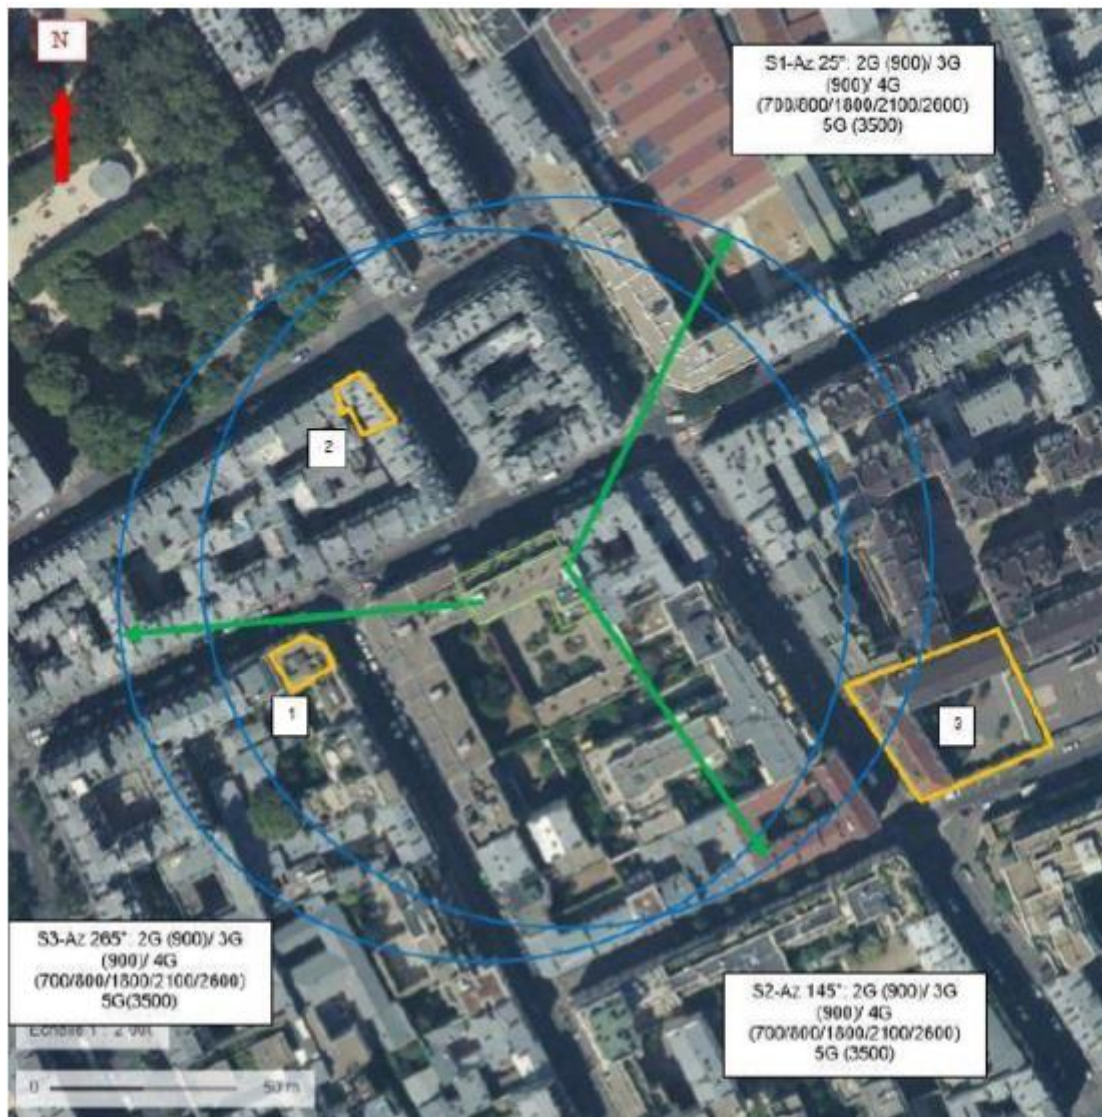 N
S1-Az 25°: 2G (900)/ 3G
(900)/ 4G
(700/800/1800/2100/2600)
5G (3500)
2
1
3
S3-Az 265°: 2G (900)/ 3G
(900)/ 4G
(700/800/1800/2100/2600)
5G(3500)
S2-Az 145°: 2G (900)/ 3G
(900)/ 4G
(700/800/1800/2100/2600)
5G (3500)
0 50 m